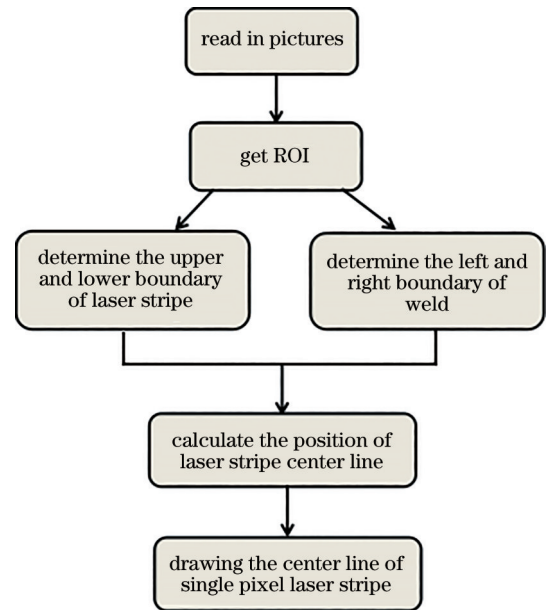 read in pictures
get ROI
determine the upper
and lower boundary
of laser stripe
determine the left and
right boundary of
weld
calculate the position of
laser stripe center line
drawing the center line of
single pixel laser stripe